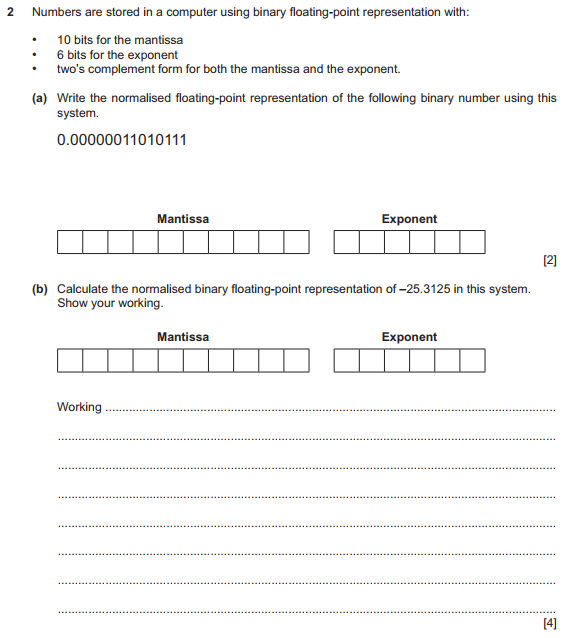 2 Numbers are stored in a computer using binary floating-point representation with:
• 10 bits for the mantissa
• 6 bits for the exponent
• two's complement form for both the mantissa and the exponent.
(a) Write the normalised floating-point representation of the following binary number using this
system.
0.00000011010111
Mantissa Exponent
[2]
(b) Calculate the normalised binary floating-point representation of –25.3125 in this system.
Show your working.
Mantissa Exponent
Working ..........................................................................................
[4]